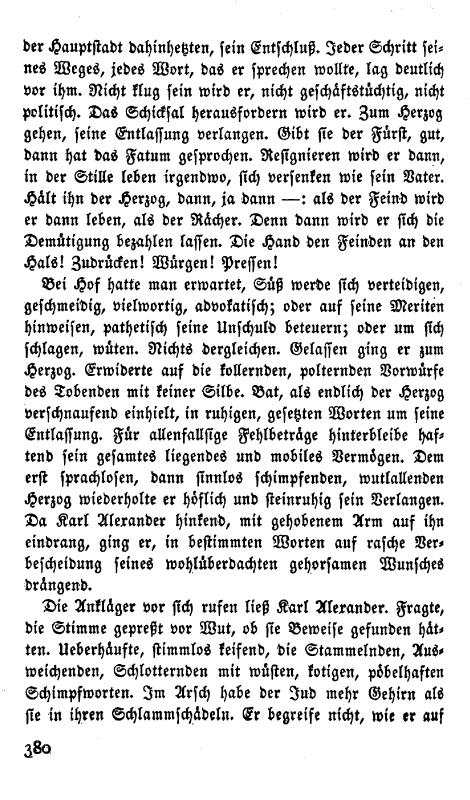 der Hauptstadt dahinhetzten, sein Entschluß. Jeder Schritt sei-
nes Weges, jedes Wort, das er sprechen wollte, lag deutlich
vor ihm. Nicht klug sein wird er, nicht geschäftstüchtig, nicht
politisch. Das Schicksal herausfordern wird er. Zum Herzog
gehen, seine Entlassung verlangen. Gibt sie der Fürst, gut,
dann hat das Fatum gesprochen. Resignieren wird er dann,
in der Stille leben irgendwo, sich versenken wie sein Vater.
Hält ihn der Herzog, dann, ja dann —: als der Feind wird
er dann leben, als der Rächer. Denn dann wird er sich die
Demütigung bezahlen lassen. Die Hand den Feinden an den
Hals! Zudrücken! Würgen! Pressen!
Bei Hof hatte man erwartet, Süß werde sich verteidigen,
geschmeidig, vielwortig, advokatisch; oder auf seine Meriten
hinweisen, pathetisch seine Unschuld beteuern; oder um sich
schlagen, wüten. Nichts dergleichen. Gelassen ging er zum
Herzog. Erwiderte auf die kollernden, polternden Vorwürfe
des Tobenden mit keiner Silbe. Bat, als endlich der Herzog
verschnaufend einhielt, in ruhigen, gesetzten Worten um seine
Entlassung. Für allenfallsige Fehlbeträge hinterbleibe haf-
tend sein gesamtes liegendes und mobiles Vermögen. Dem
erst sprachlosen, dann sinnlos schimpfenden, wutlallenden
Herzog wiederholte er höflich und steinruhig sein Verlangen.
Da Karl Alexander hinkend, mit gehobenem Arm auf ihn
eindrang, ging er, in bestimmten Worten auf rasche Ver-
bescheidung seines wohlüberdachten gehorsamen Wunsches
drängend.
Die Ankläger vor sich rufen ließ Karl Alexander. Fragte,
die Stimme gepreßt vor Wut, ob sie Beweise gefunden hät-
ten. Ueberhäufte, stimmlos keifend, die Stammelnden, Aus-
weichenden, Schlotternden mit wüsten, kotigen, pöbelhaften
Schimpfworten. Im Arsch habe der Jud mehr Gehirn als
sie in ihren Schlammschädeln. Er begreife nicht, wie er auf
380